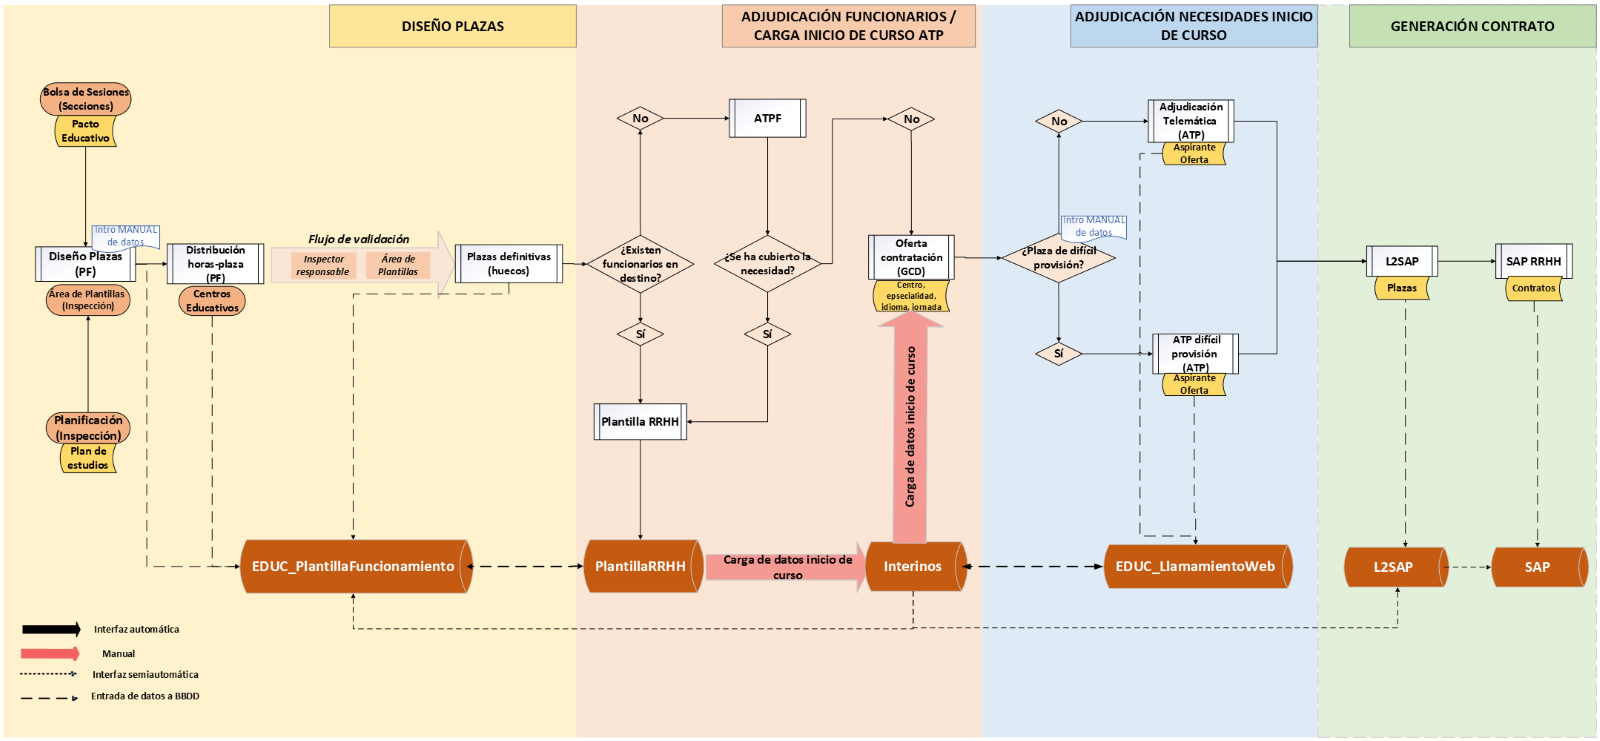 DISEÑO PLAZAS
ADJUDICACIÓN FUNCIONARIOS /
CARGA INICIO DE CURSO ATP
ADJUDICACIÓN NECESIDADES INICIO
DE CURSO
GENERACIÓN CONTRATO
Bolsa de Sesiones
(Secciones)
Pacto
Educativo
Intro MANUAL
de datos
Diseño Plazas
(PF)
Área de Plantillas
(Inspección)
Planificación
(Inspección)
Plan de
estudios
Distribución
horas-plaza
(PF)
Centros
Educativos
Flujo de validación
Inspector
responsable
Área de
Plantillas
Plazas definitivas
(huecos)
No
¿Existen
funcionarios en
destino?
Sí
Plantilla RRHH
ATPF
¿Se ha cubierto la
necesidad?
Sí
No
Oferta
contratación
(GCD)
Centro,
epsecialidad,
idioma, jornada
Carga de datos inicio de curso
No
Intro MANUAL
de datos
¿Plaza de difícil
provisión?
Sí
Adjudicación
Telemática
(ATP)
Aspirante
Oferta
ATP difícil
provisión
(ATP)
Aspirante
Oferta
L2SAP
Plazas
SAP RRHH
Contratos
EDUC_PlantillaFuncionamiento
PlantillaRRHH
Carga de datos inicio de
curso
Interinos
EDUC_LlamamientoWeb
L2SAP
SAP
Interfaz automática
Manual
Interfaz semiautomática
Entrada de datos a BBDD